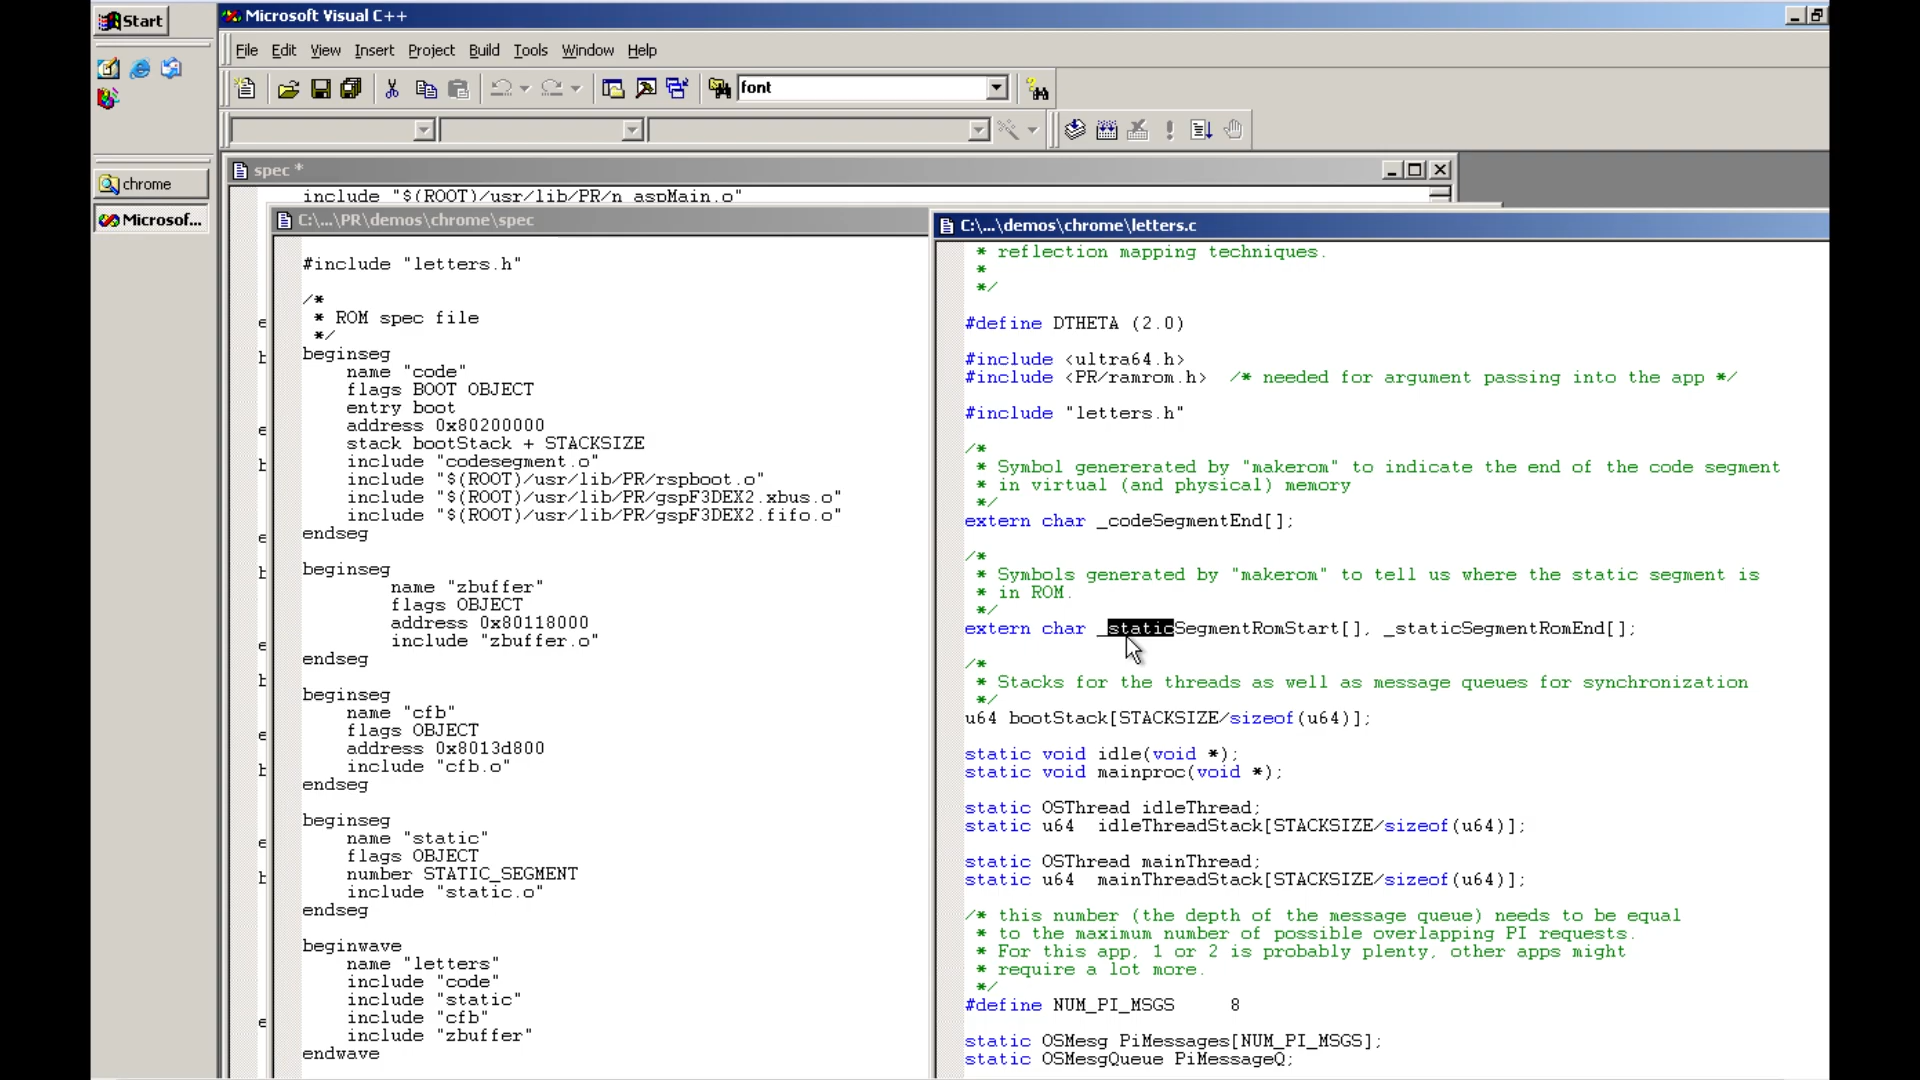 Start
Microsoft Visual C++
File Edit View Insert Project Build Tools Window Help
font
chrome
Microsof...
spec *
include "$(ROOT)/usr/lib/PR/n_aspMain.o"
C:\...\PR\demos\chrome\spec
#include "letters.h"
/*
 * ROM spec file
 */
beginseg
    name "code"
    flags BOOT OBJECT
    entry boot
    address 0x80200000
    stack bootStack + STACKSIZE
    include "codesegment.o"
    include "$(ROOT)/usr/lib/PR/rspboot.o"
    include "$(ROOT)/usr/lib/PR/gspF3DEX2.xbus.o"
    include "$(ROOT)/usr/lib/PR/gspF3DEX2.fifo.o"
endseg
beginseg
        name "zbuffer"
        flags OBJECT
        address 0x80118000
        include "zbuffer.o"
endseg
beginseg
    name "cfb"
    flags OBJECT
    address 0x8013d800
    include "cfb.o"
endseg
beginseg
    name "static"
    flags OBJECT
    number STATIC_SEGMENT
    include "static.o"
endseg
beginwave
    name "letters"
    include "code"
    include "static"
    include "cfb"
    include "zbuffer"
endwave
C:\...\demos\chrome\letters.c
 * reflection mapping techniques.
 *
 */
#define DTHETA (2.0)
#include <ultra64.h>
#include <PR/ramrom.h>  /* needed for argument passing into the app */
#include "letters.h"
/*
 * Symbol genererated by "makerom" to indicate the end of the code segment
 * in virtual (and physical) memory
 */
extern char _codeSegmentEnd[];
/*
 * Symbols generated by "makerom" to tell us where the static segment is
 * in ROM.
 */
extern char _staticSegmentRomStart[], _staticSegmentRomEnd[];
/*
 * Stacks for the threads as well as message queues for synchronization
 */
u64 bootStack[STACKSIZE/sizeof(u64)];
static void idle(void *);
static void mainproc(void *);
static OSThread idleThread;
static u64  idleThreadStack[STACKSIZE/sizeof(u64)];
static OSThread mainThread;
static u64  mainThreadStack[STACKSIZE/sizeof(u64)];
/* this number (the depth of the message queue) needs to be equal
 * to the maximum number of possible overlapping PI requests.
 * For this app, 1 or 2 is probably plenty, other apps might
 * require a lot more.
 */
#define NUM_PI_MSGS     8
static OSMesg PiMessages[NUM_PI_MSGS];
static OSMesgQueue PiMessageQ;